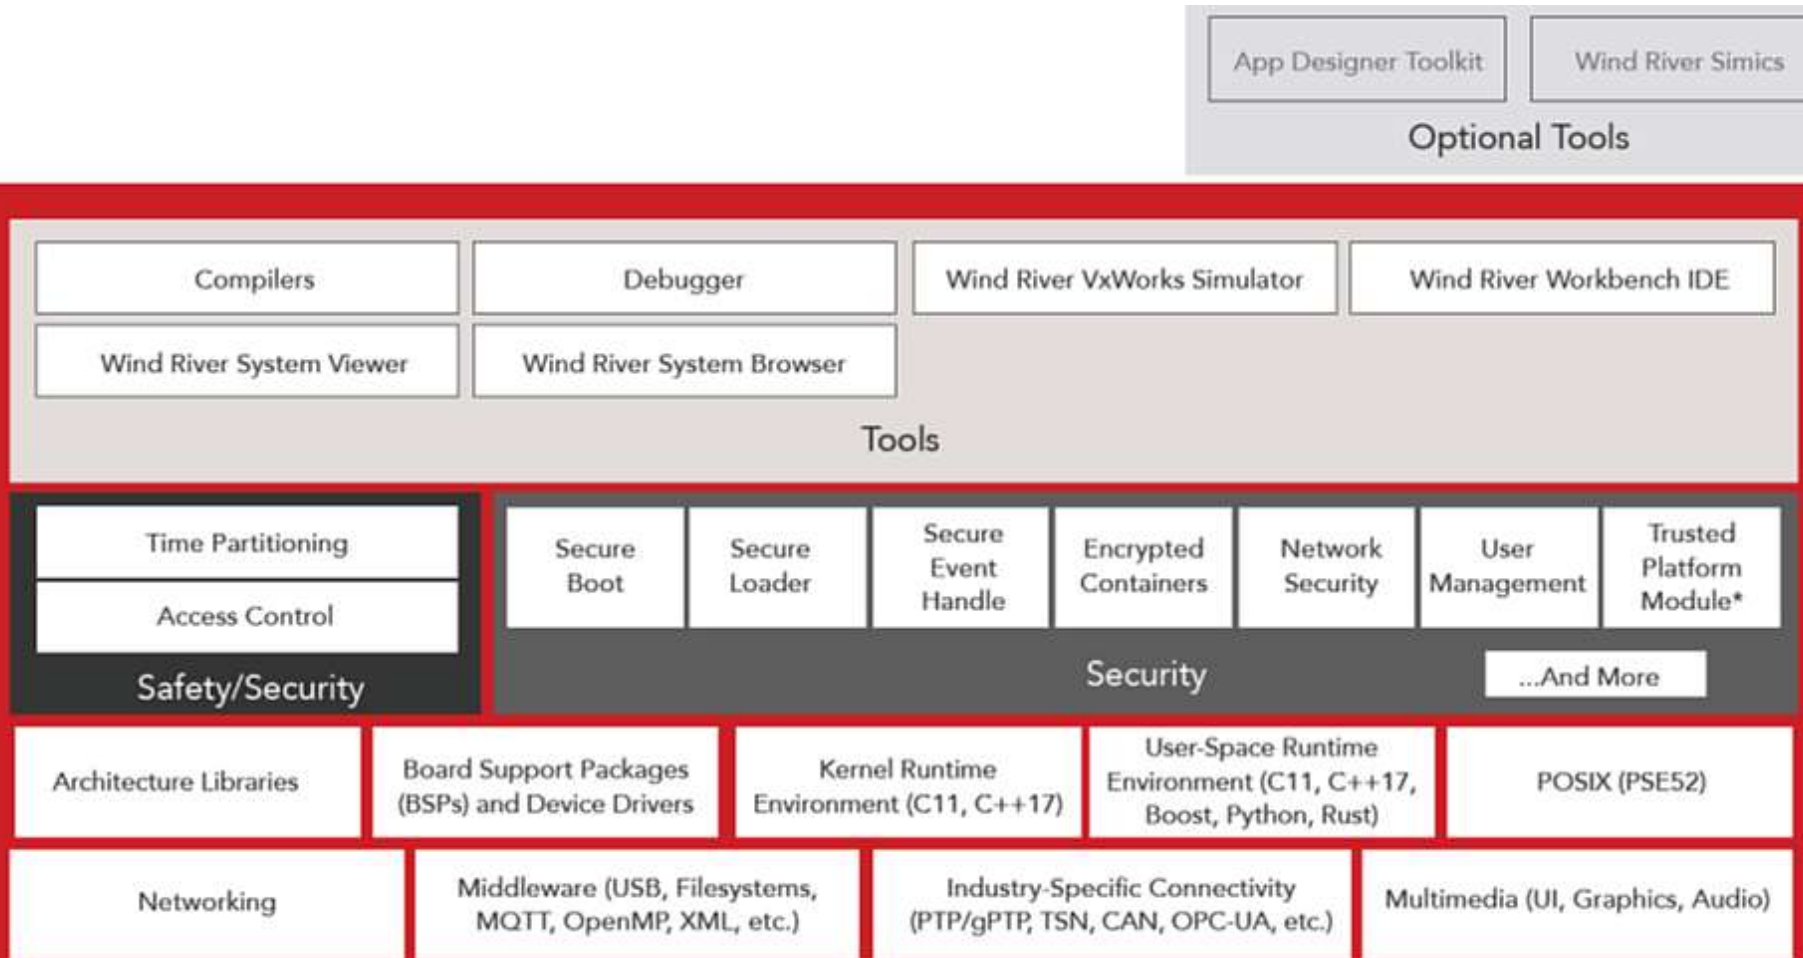 App Designer Toolkit
Wind River Simics
Optional Tools
Compilers
Debugger
Wind River VxWorks Simulator
Wind River Workbench IDE
Wind River System Viewer
Wind River System Browser
Tools
Time Partitioning
Access Control
Safety/Security
Secure
Boot
Secure
Loader
Secure
Event
Handle
Encrypted
Containers
Network
Security
User
Management
Trusted
Platform
Module*
Security
...And More
Architecture Libraries
Board Support Packages
(BSPs) and Device Drivers
Kernel Runtime
Environment (C11, C++17)
User-Space Runtime
Environment (C11, C++17,
Boost, Python, Rust)
POSIX (PSE52)
Networking
Middleware (USB, Filesystems,
MQTT, OpenMP, XML, etc.)
Industry-Specific Connectivity
(PTP/gPTP, TSN, CAN, OPC-UA, etc.)
Multimedia (UI, Graphics, Audio)